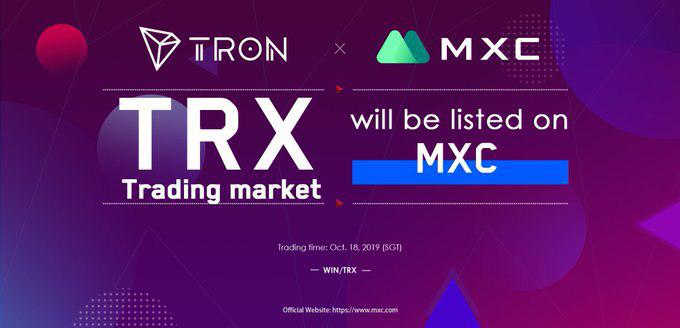 TRON × MXC
TRX
Trading market
will be listed on
MXC
Trading time: Oct. 18, 2019 (SGT)
— WIN/TRX —
Official Website: https://www.mxc.com